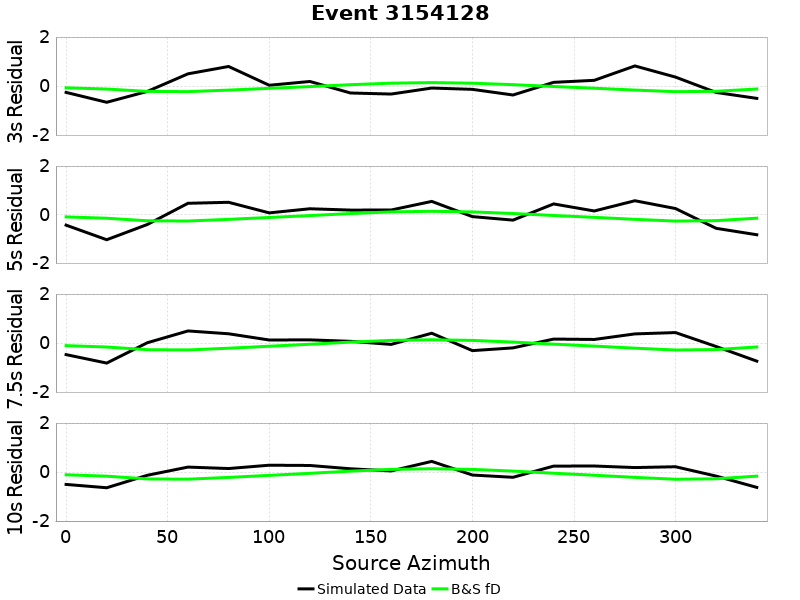 Event 3154128
3s Residual
2
0
-2
5s Residual
2
0
-2
7.5s Residual
2
0
-2
10s Residual
2
0
-2
0 50 100 150 200 250 300
Source Azimuth
Simulated Data B&S fD